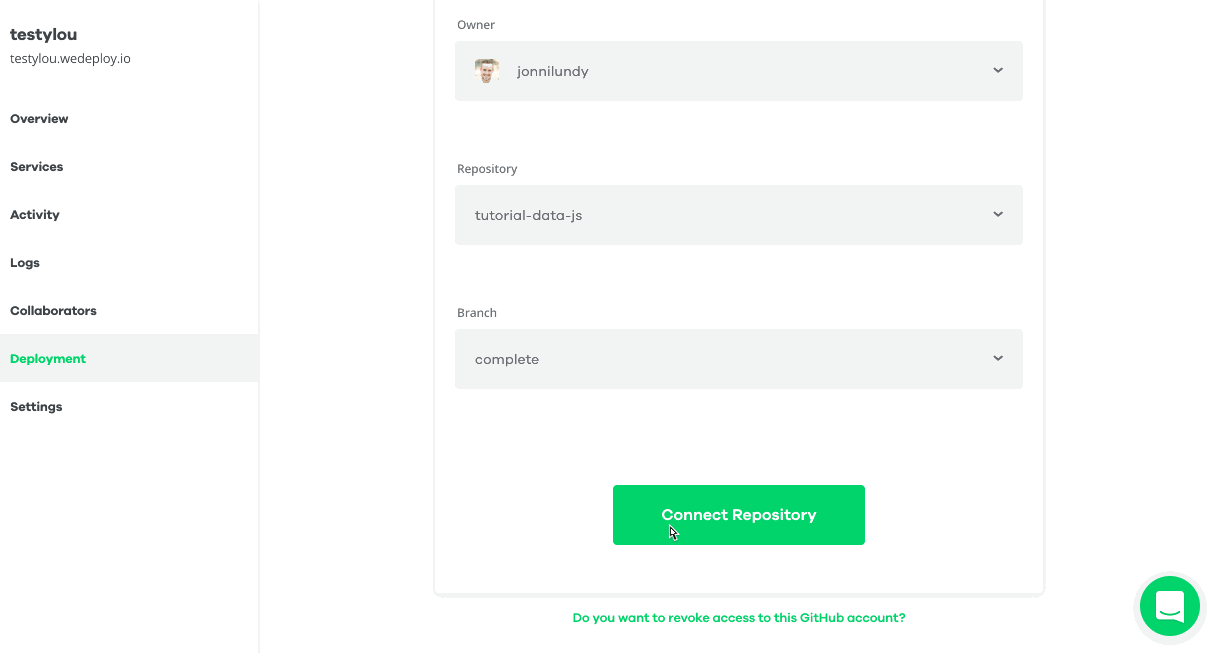 testylou
testylou.wedeploy.io
Overview
Services
Activity
Logs
Collaborators
Deployment
Settings
Owner
jonnilundy
Repository
tutorial-data-js
Branch
complete
Connect Repository
Do you want to revoke access to this GitHub account?